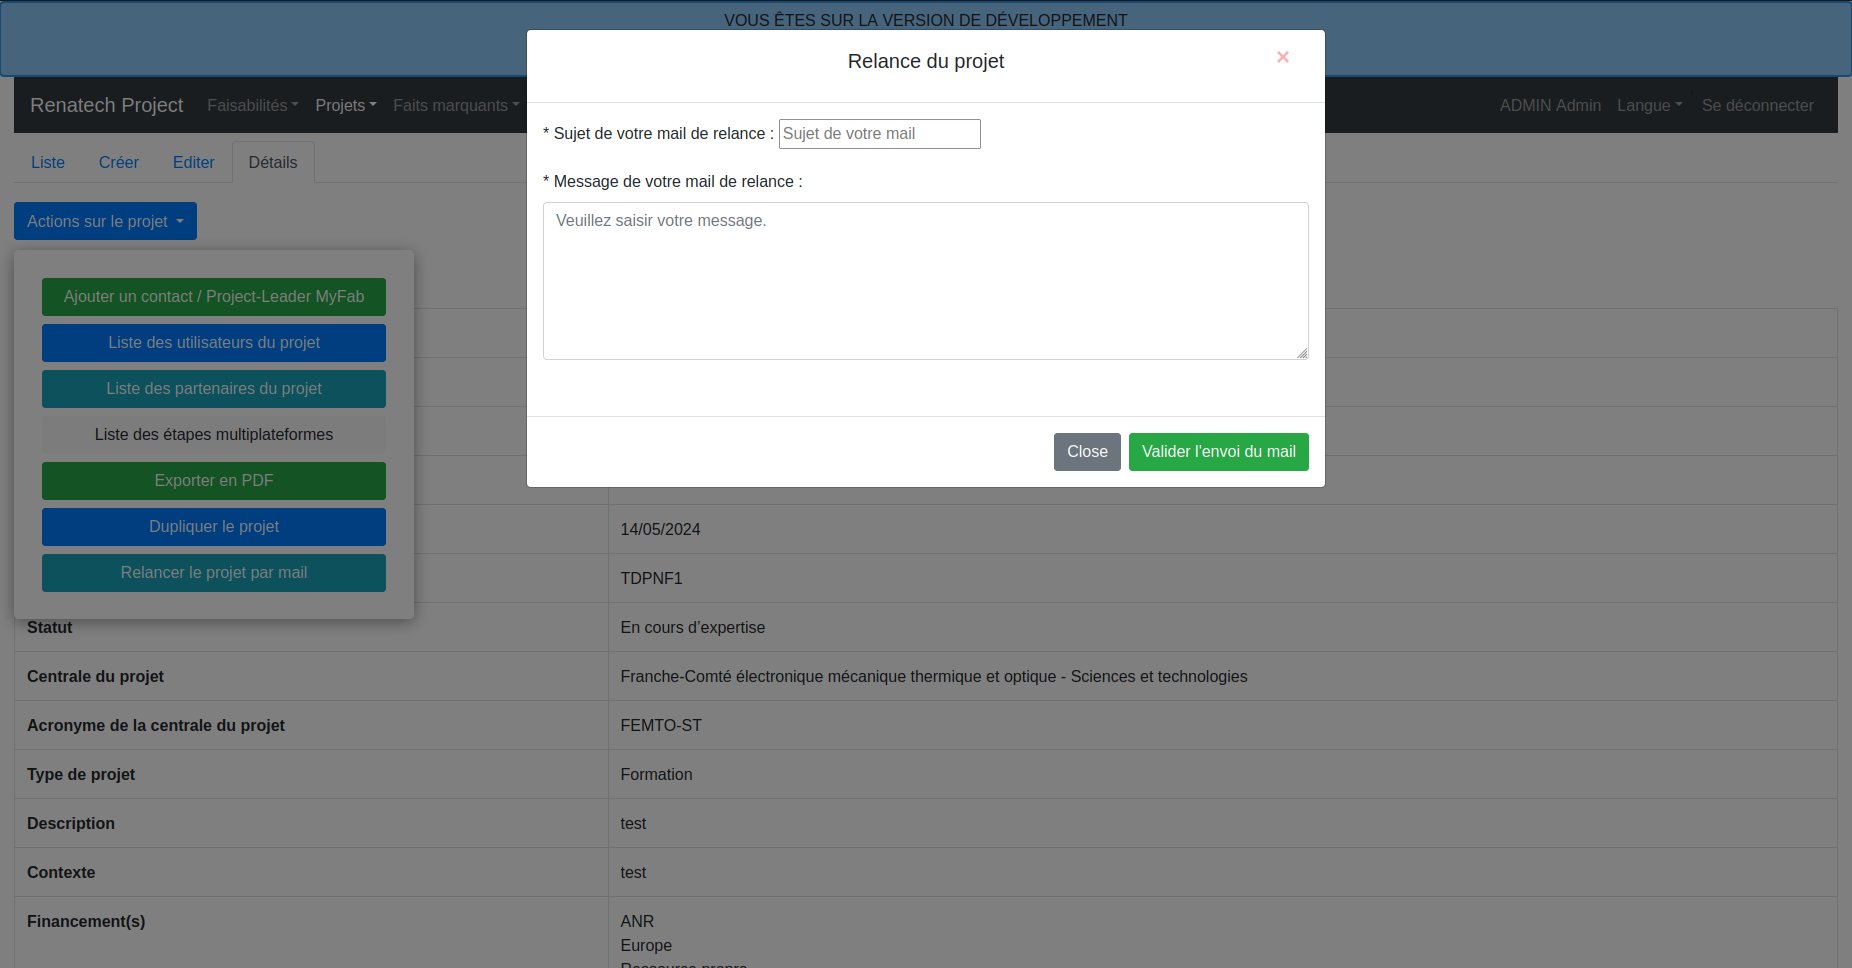 VOUS ÊTES SUR LA VERSION DE DÉVELOPPEMENT
Relance du projet
×
Renatech Project Faisabilités Projets Faits marquants ADMIN Admin Langue Se déconnecter
* Sujet de votre mail de relance : Sujet de votre mail
Liste Créer Editer Détails
* Message de votre mail de relance :
Veuillez saisir votre message.
Actions sur le projet
Ajouter un contact / Project-Leader MyFab
Liste des utilisateurs du projet
Liste des partenaires du projet
Liste des étapes multiplateformes
Close Valider l'envoi du mail
Exporter en PDF
Dupliquer le projet
14/05/2024
Relancer le projet par mail
TDPNF1
Statut En cours d’expertise
Centrale du projet Franche-Comté électronique mécanique thermique et optique - Sciences et technologies
Acronyme de la centrale du projet FEMTO-ST
Type de projet Formation
Description test
Contexte test
Financement(s) ANR
Europe
Ressource propre